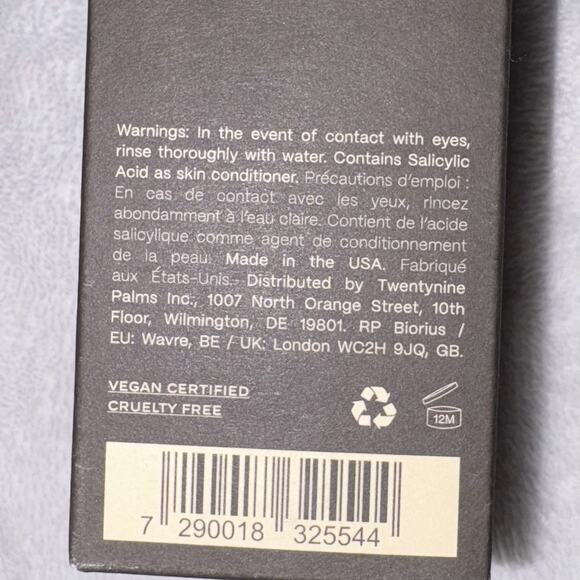 Warnings: In the event of contact with eyes,
rinse thoroughly with water. Contains Salicylic
Acid as skin conditioner. Précautions d'emploi :
En cas de contact avec les yeux, rincez
abondamment à l'eau claire. Contient de l'acide
salicylique comme agent de conditionnement
de la peau. Made in the USA. Fabriqué
aux États-Unis. Distributed by Twentynine
Palms Inc., 1007 North Orange Street, 10th
Floor, Wilmington, DE 19801. RP Biorius /
EU: Wavre, BE / UK: London WC2H 9JQ, GB.
VEGAN CERTIFIED
CRUELTY FREE
12M
7 290018 325544